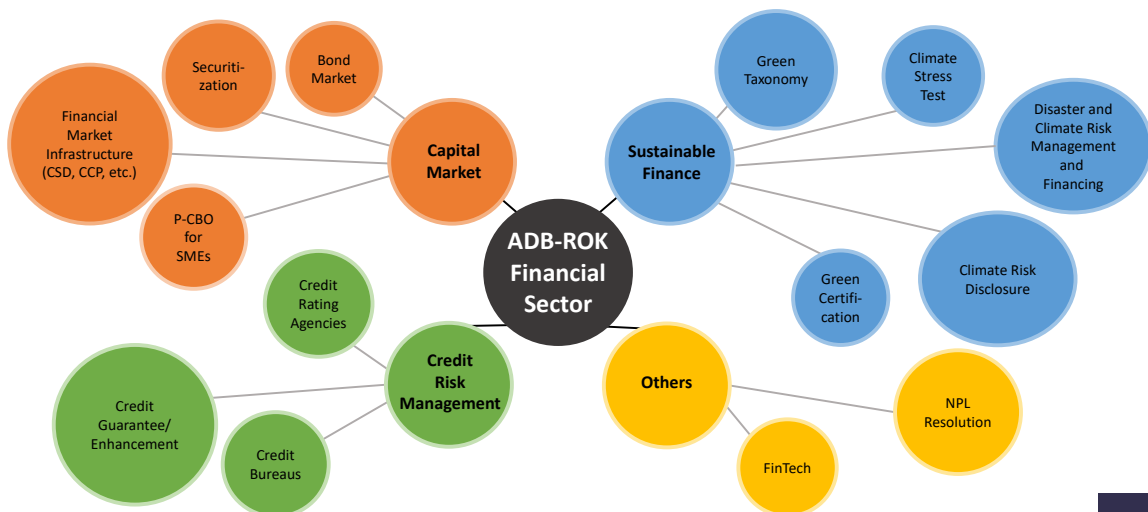 Securiti-
zation
Bond
Market
Financial
Market
Infrastructure
(CSD, CCP, etc.)
P-CBO
for
SMEs
Capital
Market
Green
Taxonomy
Climate
Stress
Test
Disaster and
Climate Risk
Management
and
Financing
Sustainable
Finance
Climate Risk
Disclosure
Green
Certifi-
cation
ADB-ROK
Financial
Sector
Credit
Rating
Agencies
Credit
Risk
Management
Credit
Guarantee/
Enhancement
Credit
Bureaus
Others
NPL
Resolution
FinTech